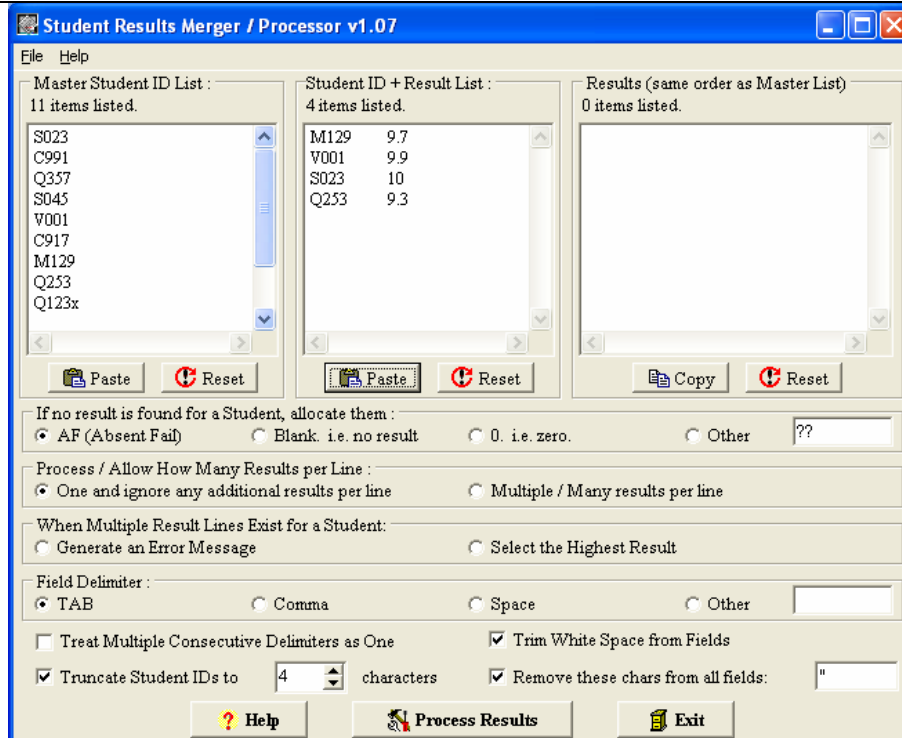 Student Results Merger / Processor v1.07
File Help
Master Student ID List :
11 items listed.
S023
C991
Q357
S045
V001
C917
M129
Q253
Q123x
Paste Reset
Student ID + Result List :
4 items listed.
M129 9.7
V001 9.9
S023 10
Q253 9.3
Paste Reset
Results (same order as Master List)
0 items listed.
Copy Reset
If no result is found for a Student, allocate them :
AF (Absent Fail) Blank. i.e. no result 0. i.e. zero. Other ??
Process / Allow How Many Results per Line :
One and ignore any additional results per line Multiple / Many results per line
When Multiple Result Lines Exist for a Student:
Generate an Error Message Select the Highest Result
Field Delimiter :
TAB Comma Space Other
Treat Multiple Consecutive Delimiters as One Trim White Space from Fields
Truncate Student IDs to 4 characters Remove these chars from all fields: "
? Help Process Results Exit